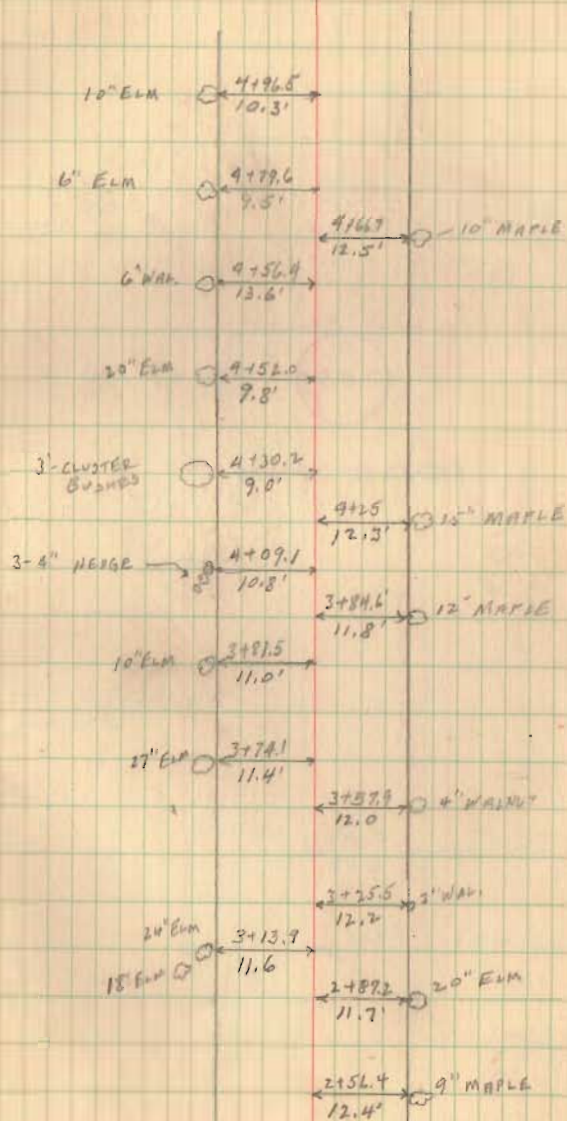 10" ELM 4+96.5
10.3'
6" ELM 4+79.6
9.5'
4+66.7 10" MAPLE
12.5'
6" WAL. 4+56.4
13.6'
20" ELM 4+52.0
9.8'
3'-CLUSTER BUSHES 4+30.2
9.0'
4+25 15" MAPLE
12.3'
3-4" HEDGE 4+09.1
10.8'
3+84.6' 12" MAPLE
11.8'
10" ELM 3+81.5
11.0'
27" ELM 3+74.1
11.4'
3+57.9 4" WALNUT
12.0
3+25.5 WAL.
12.2
24" ELM 3+13.9
18" ELM 11.6
2+87.2 20" ELM
11.7'
2+56.4 9" MAPLE
12.4'